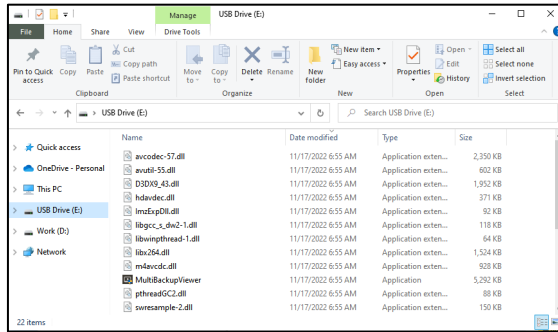 Manage
USB Drive (E:)
File
Home
Share
View
Drive Tools
Pin to Quick access
Copy
Paste
Cut
Copy path
Paste shortcut
Clipboard
Move to
Copy to
Delete
Rename
Organize
New folder
New item
Easy access
New
Properties
Open
Edit
History
Open
Select all
Select none
Invert selection
Select
USB Drive (E:)
Search USB Drive (E:)
Quick access
OneDrive - Personal
This PC
USB Drive (E:)
Work (D:)
Network
Name Date modified Type Size
avcodec-57.dll 11/17/2022 6:55 AM Application exten... 2,350 KB
avutil-55.dll 11/17/2022 6:55 AM Application exten... 602 KB
D3DX9_43.dll 11/17/2022 6:55 AM Application exten... 1,952 KB
hdavdec.dll 11/17/2022 6:55 AM Application exten... 371 KB
ImzExpDll.dll 11/17/2022 6:55 AM Application exten... 92 KB
libgcc_s_dw2-1.dll 11/17/2022 6:55 AM Application exten... 118 KB
libwinpthread-1.dll 11/17/2022 6:55 AM Application exten... 64 KB
libx264.dll 11/17/2022 6:55 AM Application exten... 1,524 KB
m4avcdc.dll 11/17/2022 6:55 AM Application exten... 928 KB
MultiBackupViewer 11/17/2022 6:55 AM Application 5,292 KB
pthreadGC2.dll 11/17/2022 6:55 AM Application exten... 88 KB
swresample-2.dll 11/17/2022 6:55 AM Application exten... 150 KB
22 items